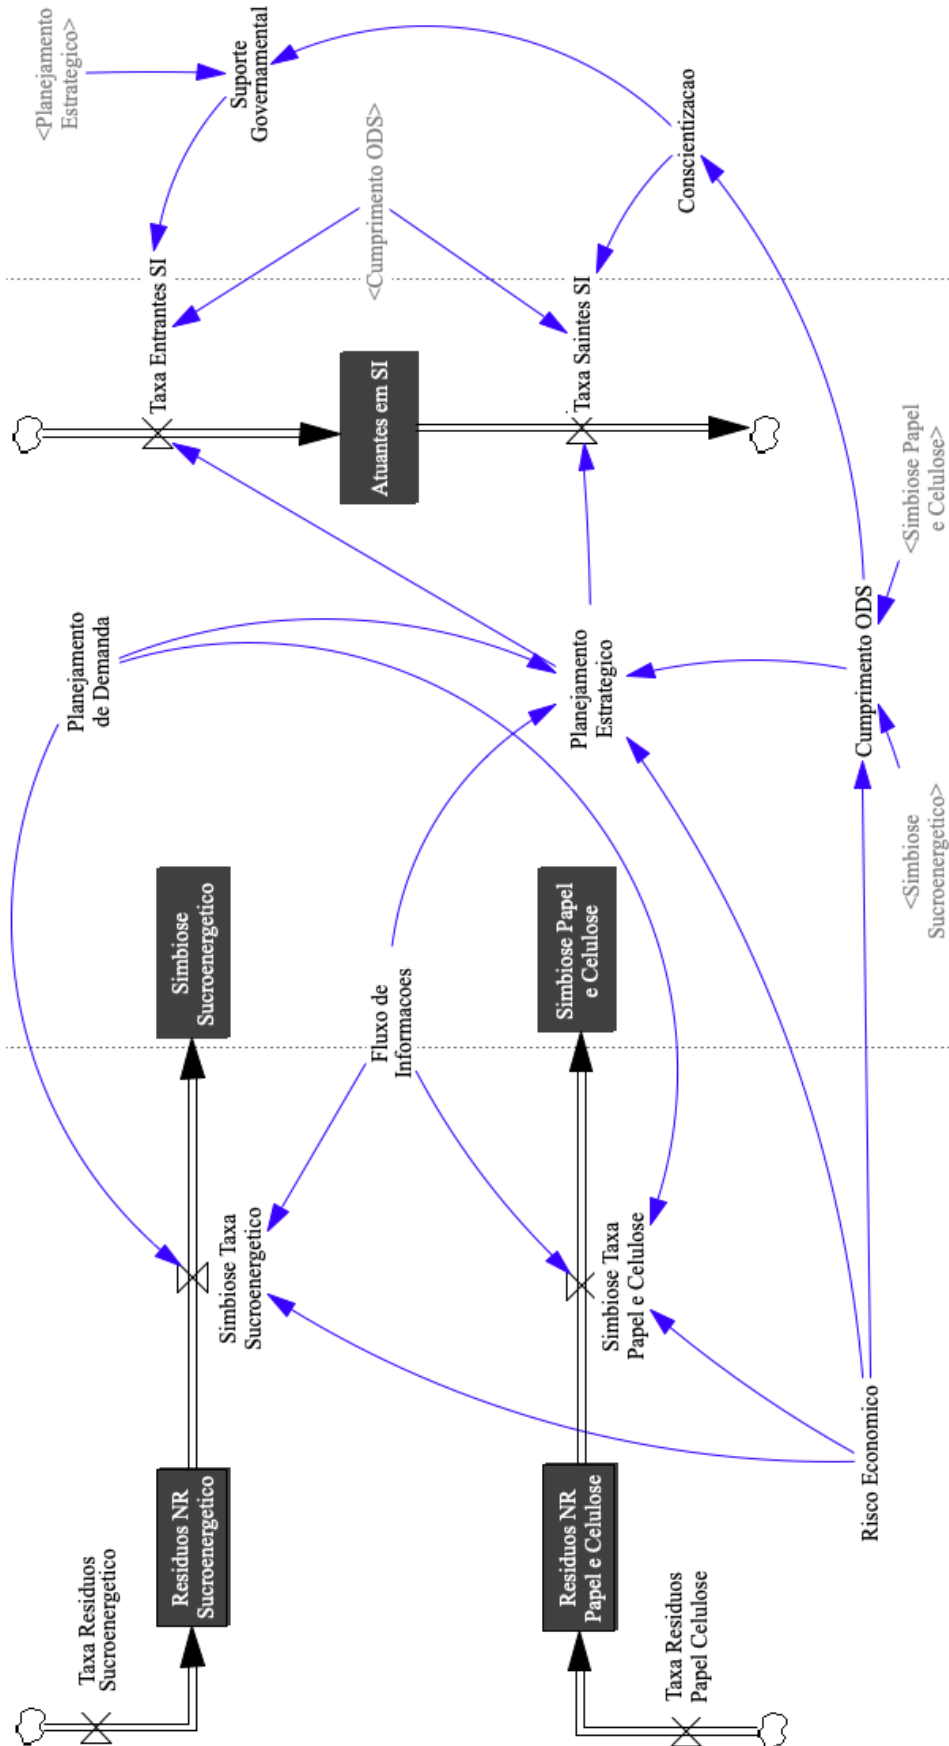 Taxa Residuos
Sucroenergetico
Residuos NR
Sucroenergetico
Simbiose Taxa
Sucroenergetico
Simbiose
Sucroenergetico
Planejamento
de Demanda
Taxa Entrantes SI
<Planejamento
Estrategico>
Suporte
Governamental
Fluxo de
Informacoes
Atuantes em SI
<Cumprimento ODS>
Taxa Residuos
Papel Celulose
Residuos NR
Papel e Celulose
Simbiose Taxa
Papel e Celulose
Simbiose Papel
e Celulose
Planejamento
Estrategico
Taxa Saintes SI
Conscientizacao
Risco Economico
Cumprimento ODS
<Simbiose
Sucroenergetico>
<Simbiose Papel
e Celulose>